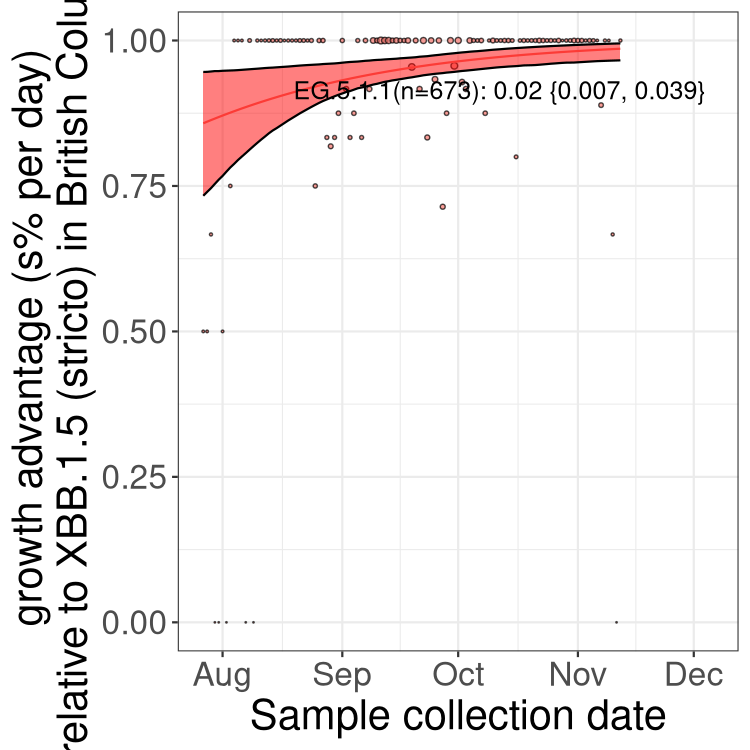 growth advantage (s% per day)
relative to XBB.1.5 (stricto) in British Colu
1.00
0.75
0.50
0.25
0.00
EG.5.1.1(n=673): 0.02 {0.007, 0.039}
Aug Sep Oct Nov Dec
Sample collection date